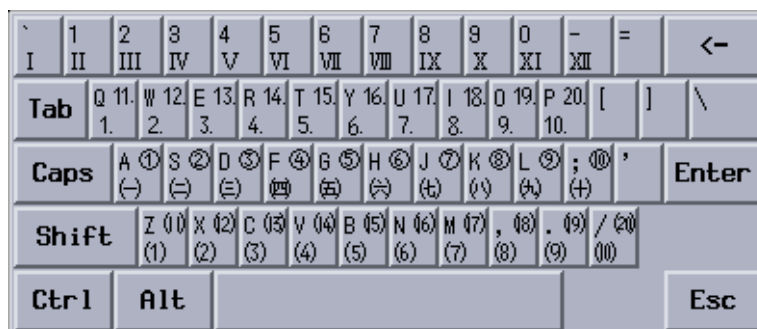 ` 1 2 3 4 5 6 7 8 9 0 - = <-
Ⅰ Ⅱ Ⅲ Ⅳ Ⅴ Ⅵ Ⅶ Ⅷ Ⅸ Ⅹ Ⅺ Ⅻ
Tab Q 11. W 12. E 13. R 14. T 15. Y 16. U 17. I 18. O 19. P 20. [ ] \
1. 2. 3. 4. 5. 6. 7. 8. 9. 10.
Caps A ① S ② D ③ F ④ G ⑤ H ⑥ J ⑦ K ⑧ L ⑨ ; ⑩ ' Enter
㈠ ㈡ ㈢ ㈣ ㈤ ㈥ ㈦ ㈧ ㈨ ㈩
Shift Z ⑾ X ⑿ C ⒀ V ⒁ B ⒂ N ⒃ M ⒄ , ⒅ . ⒆ / ⒇
⑴ ⑵ ⑶ ⑷ ⑸ ⑹ ⑺ ⑻ ⑼ ⑽
Ctrl Alt Esc